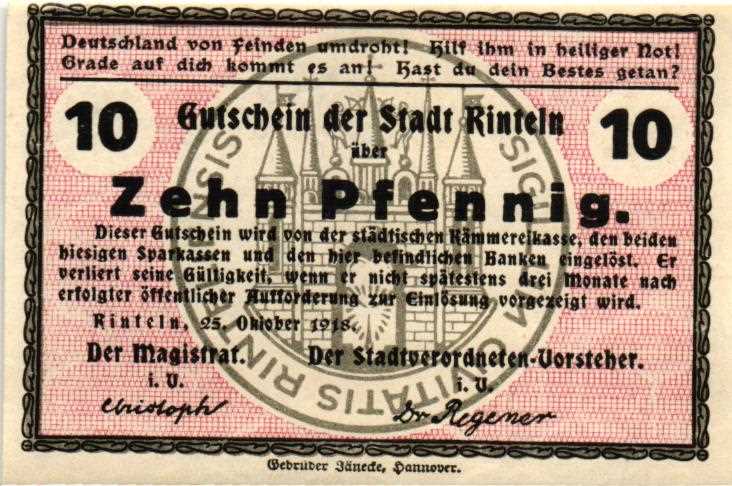 Deutschland von Feinden umdroht! Hilf ihm in heiliger Not!
Grade auf dich kommt es an! Hast du dein Bestes getan?
10 Gutschein der Stadt Rinteln 10
über
Zehn Pfennig.
Dieser Gutschein wird von der städtischen Kämmereikasse, den beiden
hiesigen Sparkassen und den hier befindlichen Banken eingelöst. Er
verliert seine Gültigkeit, wenn er nicht spätestens drei Monate nach
erfolgter öffentlicher Aufforderung zur Einlösung vorgezeigt wird.
Rinteln, 25. Oktober 1918.
Der Magistrat. Der Stadtverordneten-Vorsteher.
i. V. i. V.
Christoph Dr Regener
Gebrüder Jänecke, Hannover.
CIVITATIS